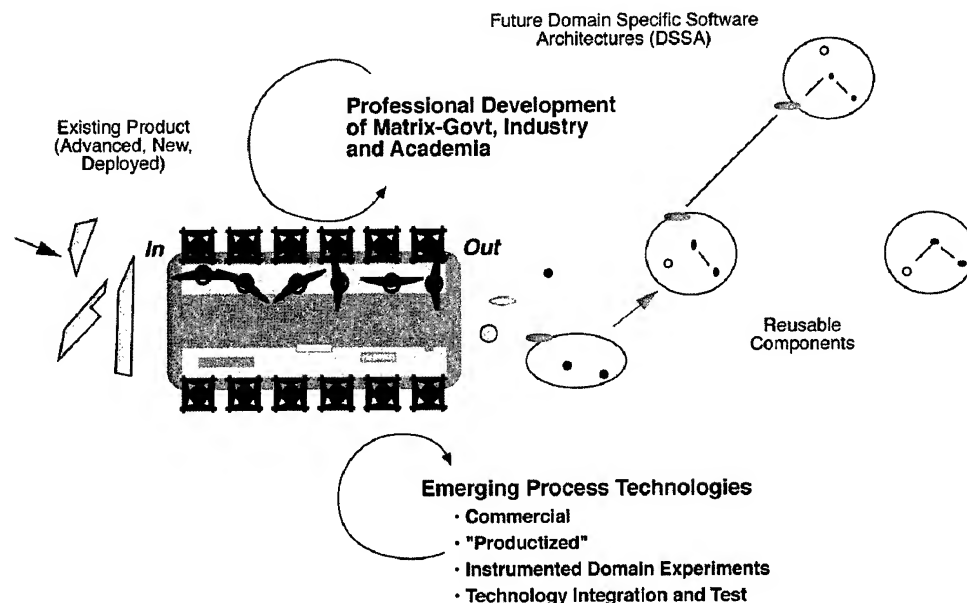 Future Domain Specific Software
Architectures (DSSA)
Professional Development
of Matrix-Govt, Industry
and Academia
Existing Product
(Advanced, New,
Deployed)
In
Out
Reusable
Components
Emerging Process Technologies
· Commercial
· "Productized"
· Instrumented Domain Experiments
· Technology Integration and Test